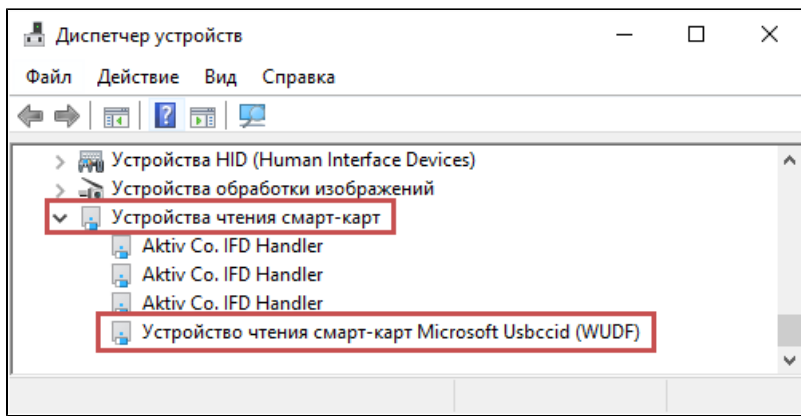 Диспетчер устройств
Файл Действие Вид Справка
Устройства HID (Human Interface Devices)
Устройства обработки изображений
Устройства чтения смарт-карт
Aktiv Co. IFD Handler
Aktiv Co. IFD Handler
Aktiv Co. IFD Handler
Устройство чтения смарт-карт Microsoft Usbccid (WUDF)